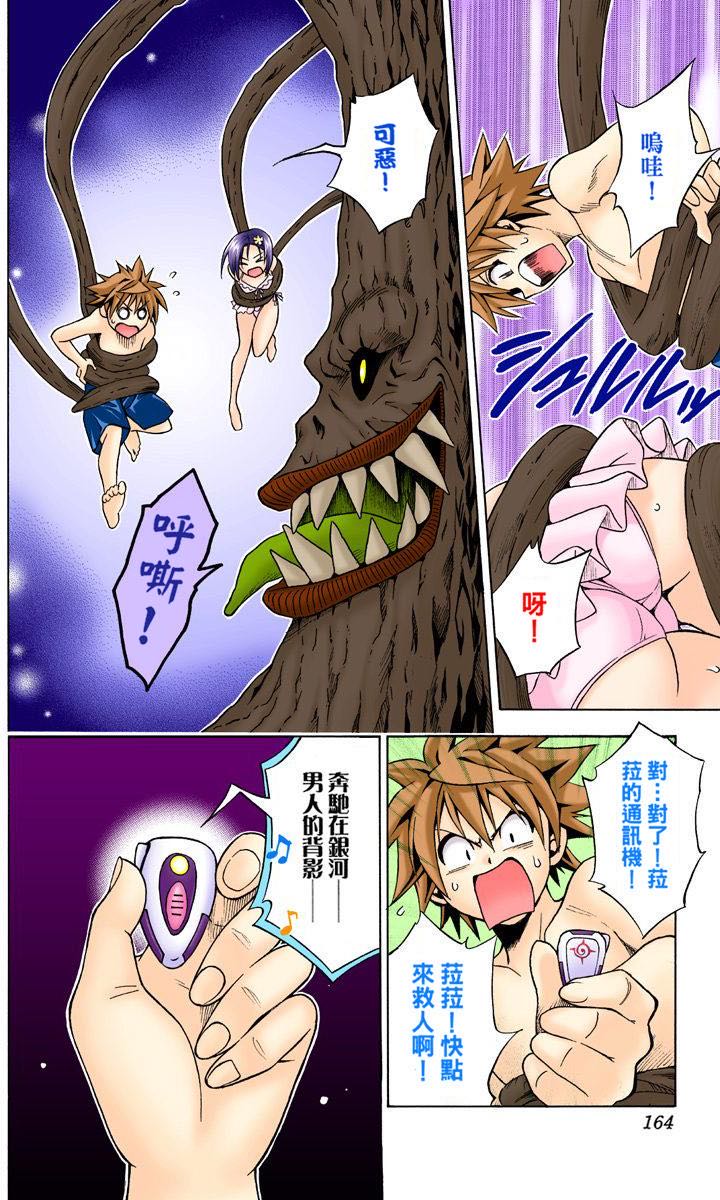 嗚哇！
シュルルルッ
呀！
可惡！
呼嘶！
對…對了！菈
菈的通訊機！
菈菈！快點
來救人啊！
奔馳在銀河——
男人的背影——
164